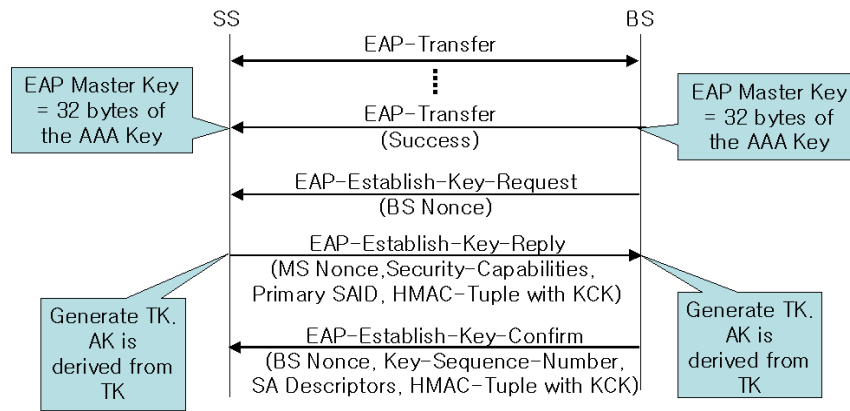 SS
BS
EAP-Transfer
EAP Master Key
= 32 bytes of
the AAA Key
EAP Master Key
= 32 bytes of
the AAA Key
EAP-Transfer
(Success)
EAP-Establish-Key-Request
(BS Nonce)
EAP-Establish-Key-Reply
(MS Nonce,Security-Capabilities,
Primary SAID, HMAC-Tuple with KCK)
Generate TK.
AK is
derived from
TK
Generate TK.
AK is
derived from
TK
EAP-Establish-Key-Confirm
(BS Nonce, Key-Sequence-Number,
SA Descriptors, HMAC-Tuple with KCK)